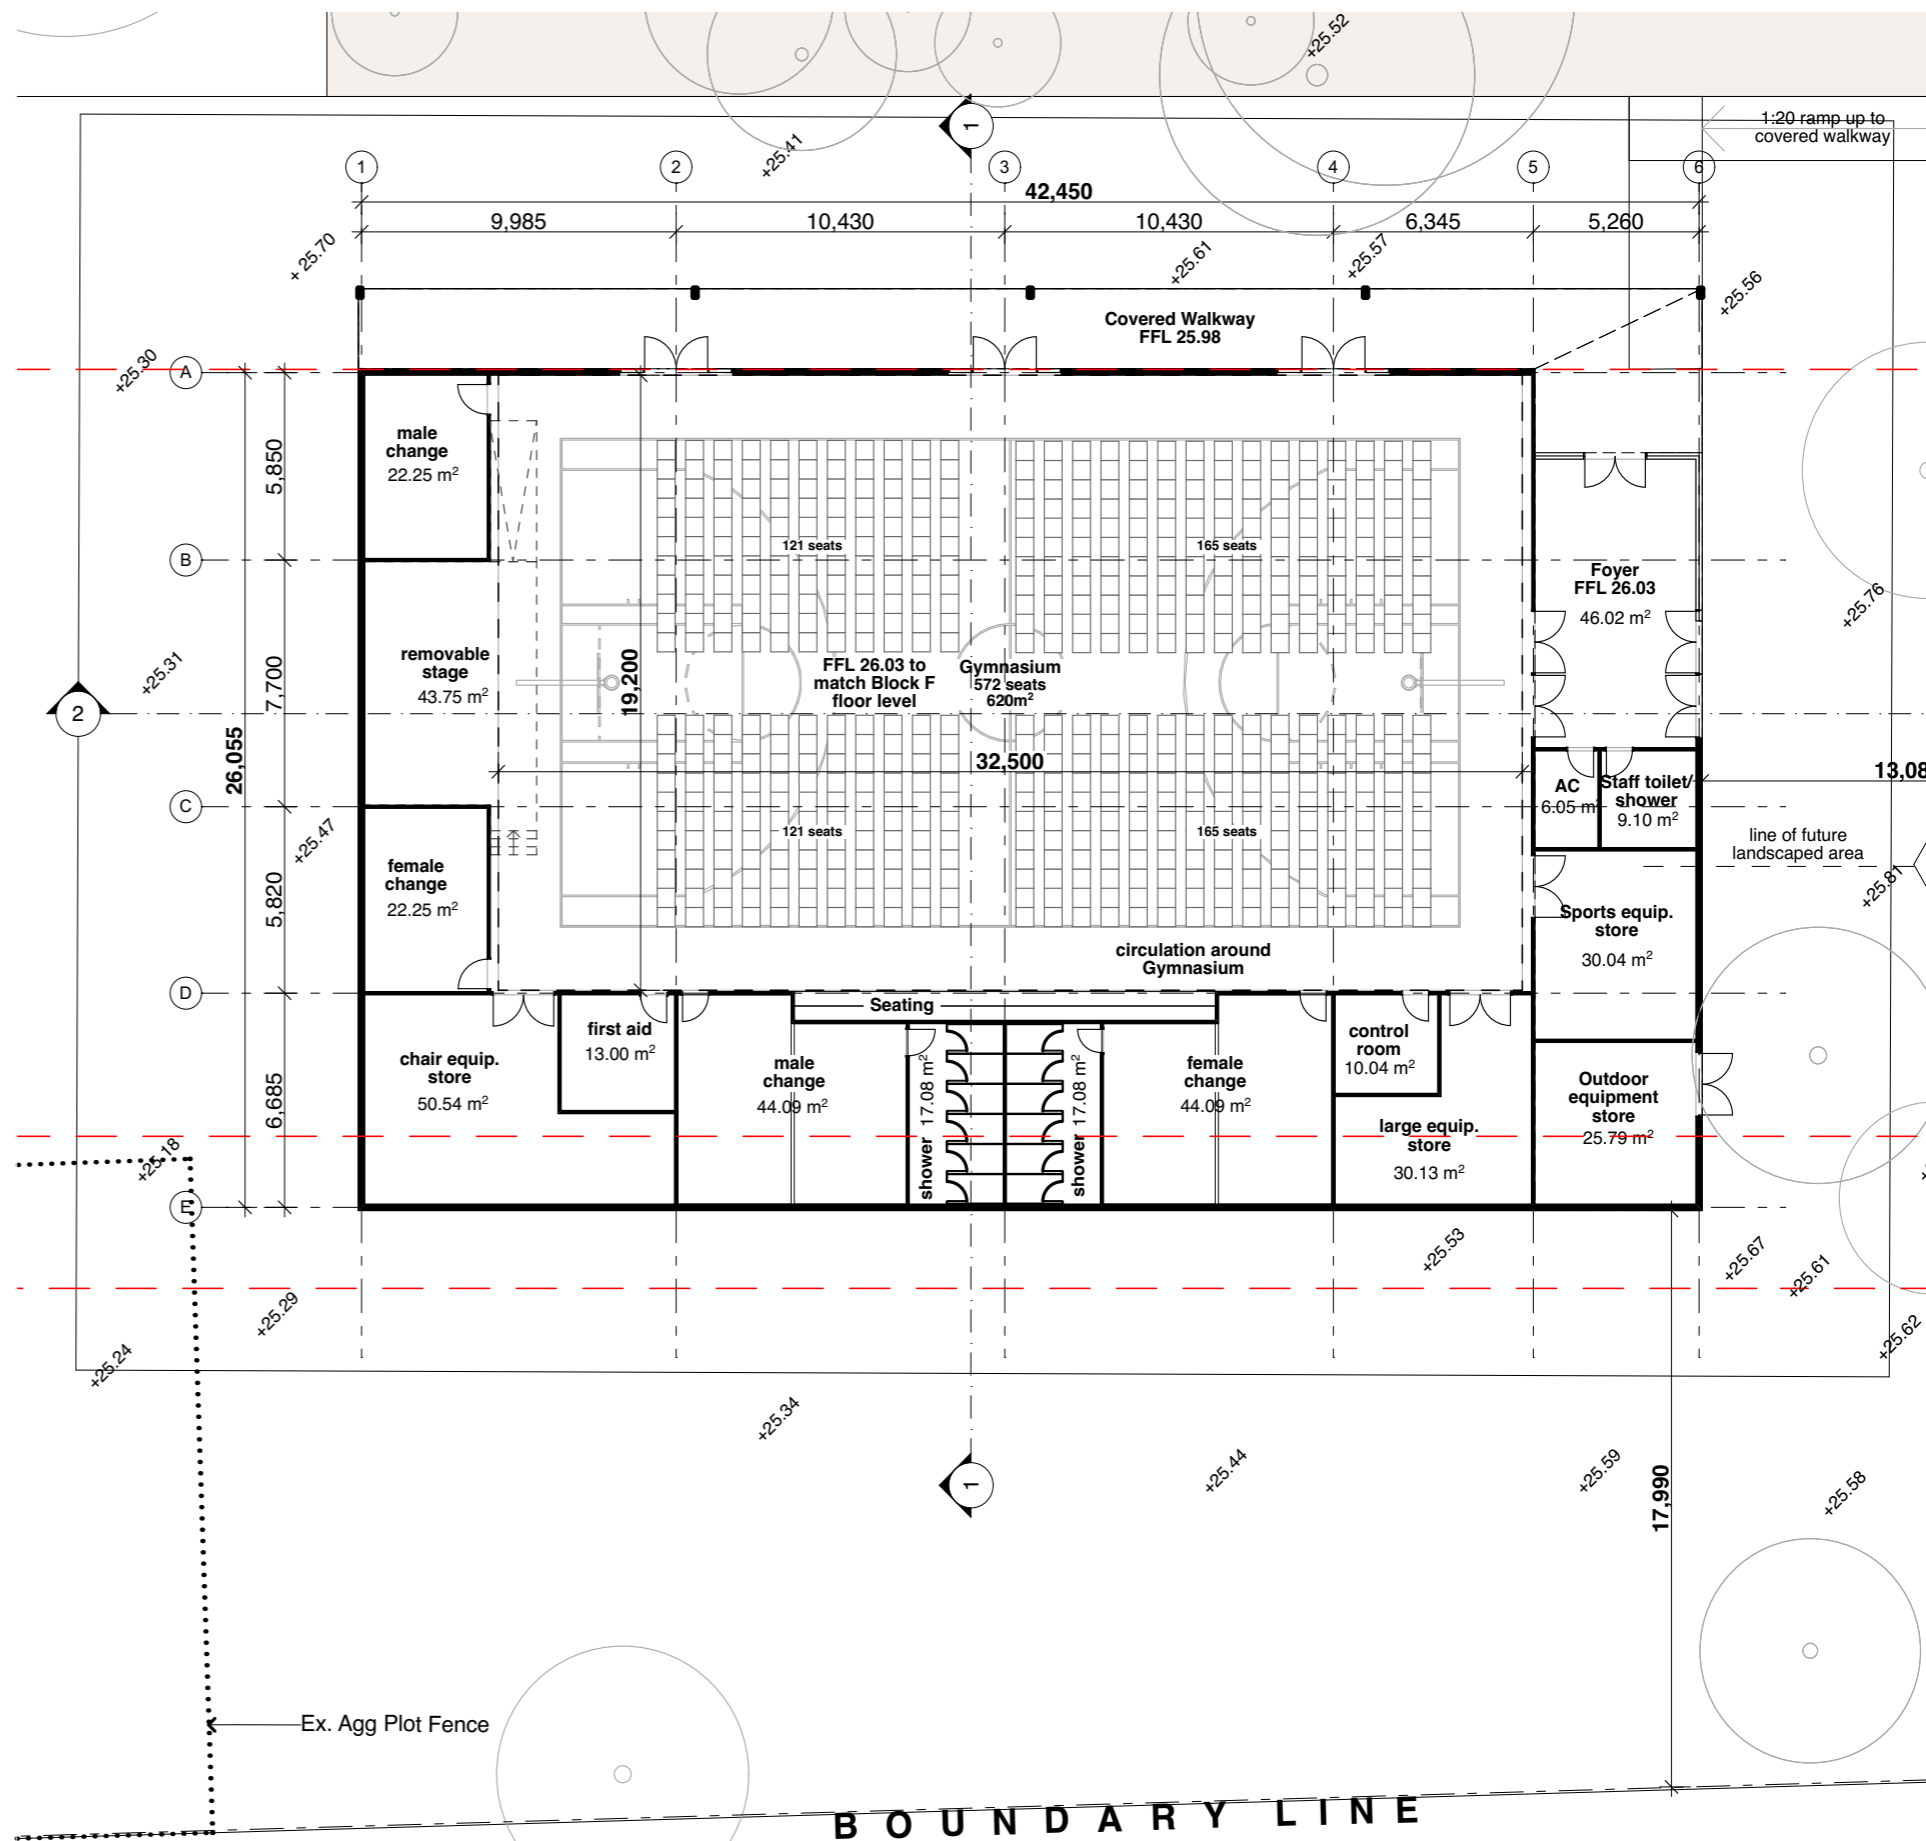 +25.52
1:20 ramp up to
covered walkway
1
+25.41
1
2
3
4
5
6
42,450
9,985
10,430
10,430
6,345
5,260
+ 25.70
+25.61
+25.57
+25.56
Covered Walkway
FFL 25.98
+25.30
A
male
change
22.25 m²
5,850
121 seats
165 seats
B
Foyer
FFL 26.03
46.02 m²
+25.76
removable
stage
43.75 m²
+25.31
7,700
19,200
FFL 26.03 to
match Block F
floor level
Gymnasium
572 seats
620m²
2
26,055
32,500
13,08
AC
6.05 m
Staff toilet/
shower
9.10 m²
C
+25.47
121 seats
165 seats
line of future
landscaped area
female
change
22.25 m²
5,820
+25.81
Sports equip.
store
30.04 m²
circulation around
Gymnasium
D
Seating
first aid
13.00 m²
control
room
10.04 m²
chair equip.
store
50.54 m²
male
change
44.09 m²
shower 17.08 m²
shower 17.08 m²
female
change
44.09 m²
Outdoor
equipment
store
25.79 m²
6,685
large equip.
store
30.13 m²
+25.18
E
+25.53
+25.67
+25.61
+25.29
+25.62
+25.24
+25.34
+25.44
+25.59
+25.58
1
17,990
Ex. Agg Plot Fence
BOUNDARY LINE